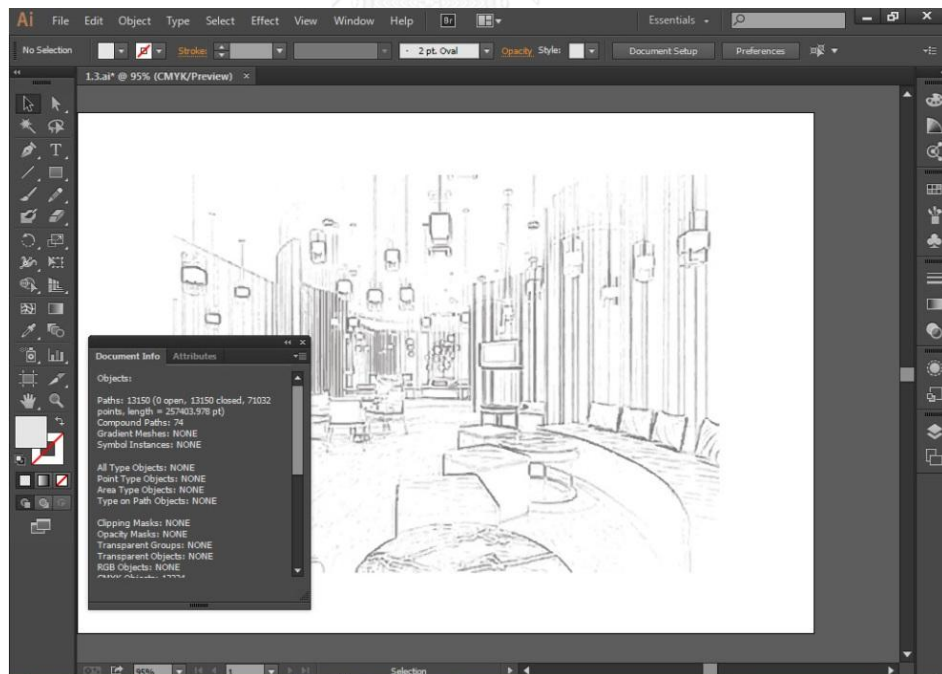 Ai File Edit Object Type Select Effect View Window Help Br Essentials
No Selection Stroke: 2 pt. Oval Opacity Style: Document Setup Preferences
1.3.ai* @ 95% (CMYK/Preview) ×
Document Info Attributes
Objects:
Paths: 13150 (0 open, 13150 closed, 71032
points, length = 257403.978 pt)
Compound Paths: 74
Gradient Meshes: NONE
Symbol Instances: NONE
All Type Objects: NONE
Point Type Objects: NONE
Area Type Objects: NONE
Type on Path Objects: NONE
Clipping Masks: NONE
Opacity Masks: NONE
Transparent Groups: NONE
Transparent Objects: NONE
RGB Objects: NONE
CMYK Objects: 13224
95% 1 Selection